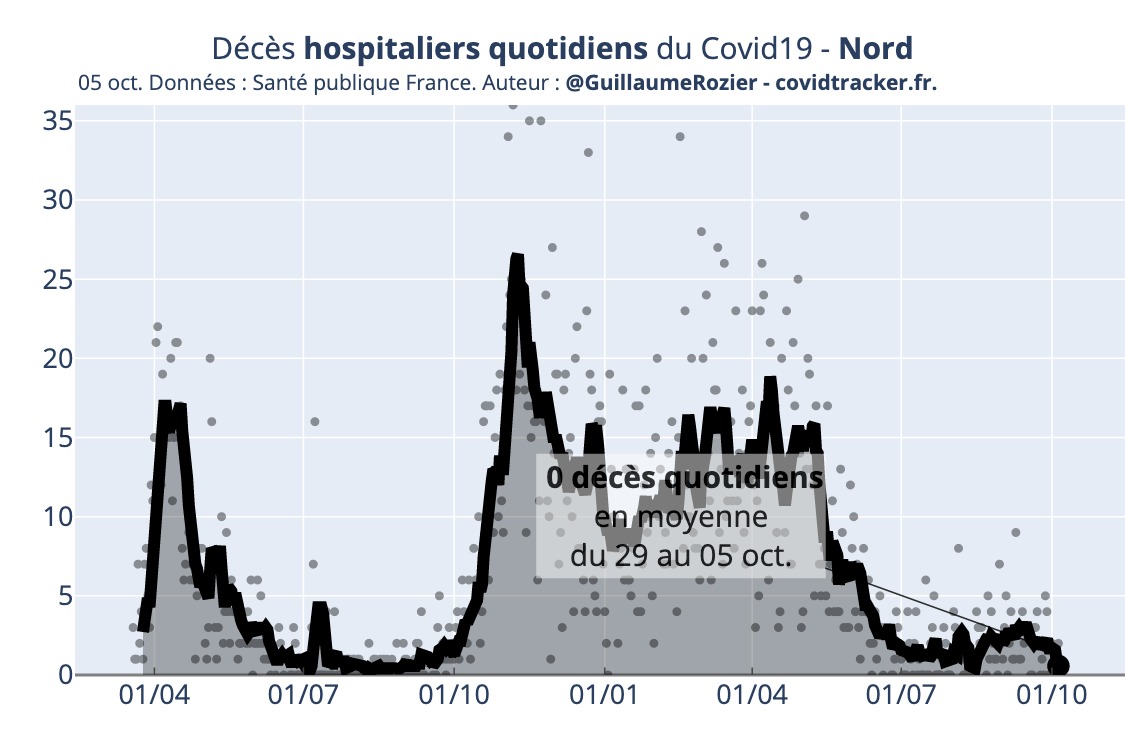 Décès hospitaliers quotidiens du Covid19 - Nord
05 oct. Données : Santé publique France. Auteur : @GuillaumeRozier - covidtracker.fr.
35
30
25
20
15
10
5
0
0 décès quotidiens
en moyenne
du 29 au 05 oct.
01/04 01/07 01/10 01/01 01/04 01/07 01/10